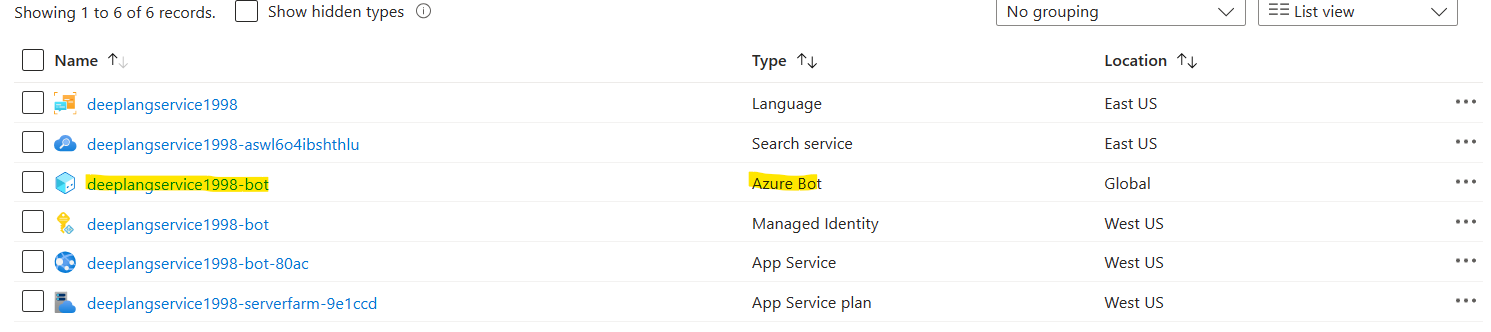 Showing 1 to 6 of 6 records. Show hidden types No grouping List view
Name Type Location
deeplangservice1998 Language East US
deeplangservice1998-aswl6o4ibshthlu Search service East US
deeplangservice1998-bot Azure Bot Global
deeplangservice1998-bot Managed Identity West US
deeplangservice1998-bot-80ac App Service West US
deeplangservice1998-serverfarm-9e1ccd App Service plan West US